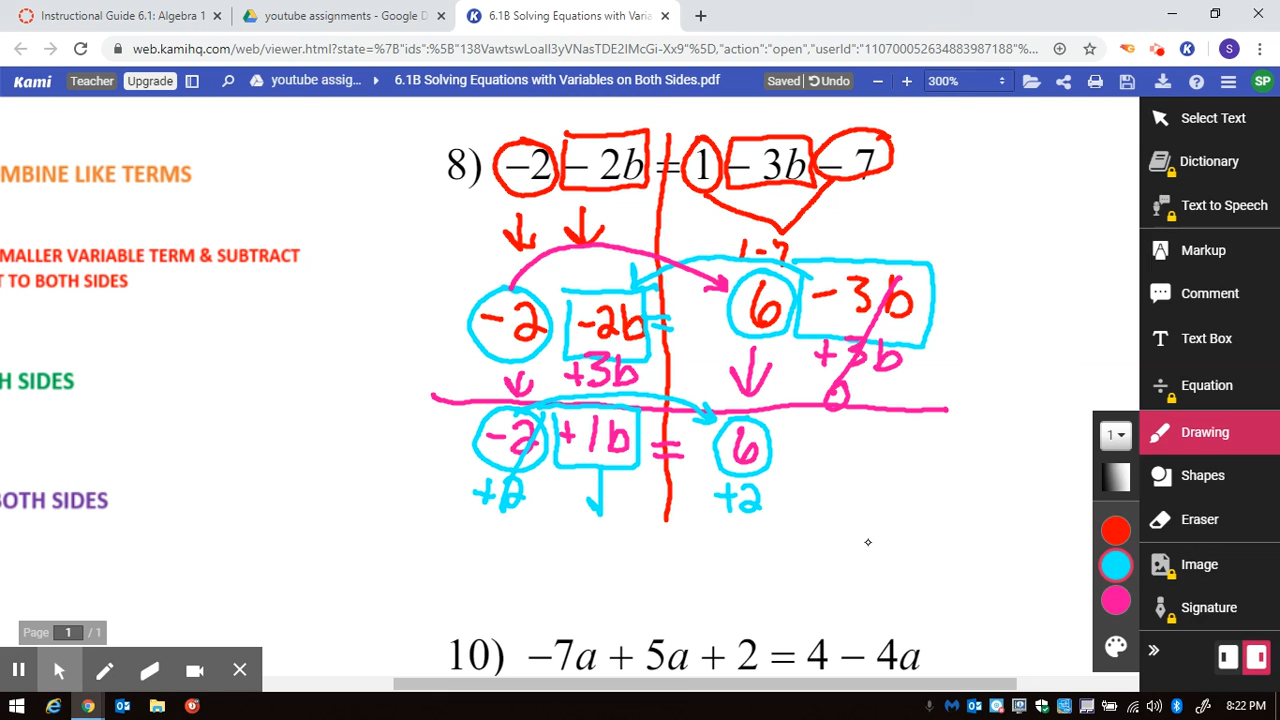 Instructional Guide 6.1: Algebra 1
youtube assignments - Google D
6.1B Solving Equations with Varia
web.kamihq.com/web/viewer.html?state=%7B"ids"%5B"138VawtswLoalI3yVNasTDE2IMcGi-Xx9"%5D,"action":"open","userId":"110700052634883987188"%...
S
Kami
Teacher
Upgrade
youtube assig...
6.1B Solving Equations with Variables on Both Sides.pdf
Saved
Undo
300%
SP
OMBINE LIKE TERMS
MALLER VARIABLE TERM & SUBTRACT
T TO BOTH SIDES
H SIDES
BOTH SIDES
8) −2 − 2b = 1 − 3b − 7
1-7
-2 -2b = 6 -3b
+3b +3b
0
-2 +1b = 6
+2 +2
10) −7a + 5a + 2 = 4 − 4a
Select Text
Dictionary
Text to Speech
Markup
Comment
Text Box
Equation
Drawing
Shapes
Eraser
Image
Signature
1
Page 1 / 1
8:22 PM